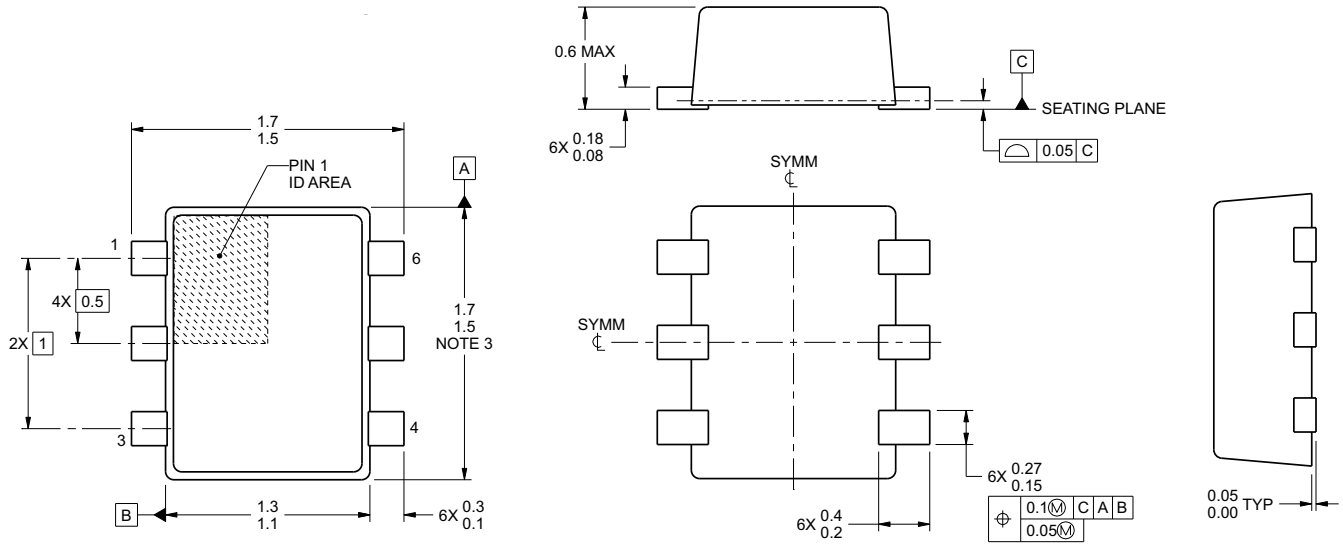 0.6 MAX
C
SEATING PLANE
6X 0.18
0.08
⌓ 0.05 C
1.7
1.5
PIN 1
ID AREA
A
SYMM
℄
1
6
4X 0.5
2X 1
1.7
1.5
NOTE 3
SYMM
℄
3
4
B
1.3
1.1
6X 0.3
0.1
6X 0.4
0.2
6X 0.27
0.15
⌖ 0.1Ⓜ C A B
0.05Ⓜ
0.05
0.00 TYP